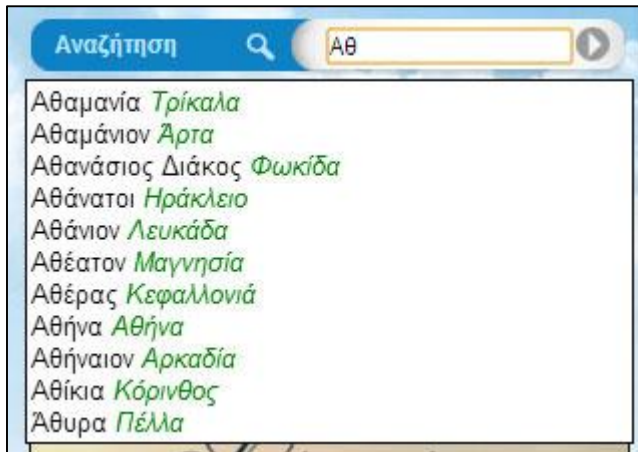 Αναζήτηση Αθ
Αθαμανία Τρίκαλα
Αθαμάνιον Άρτα
Αθανάσιος Διάκος Φωκίδα
Αθάνατοι Ηράκλειο
Αθάνιον Λευκάδα
Αθέατον Μαγνησία
Αθέρας Κεφαλλονιά
Αθήνα Αθήνα
Αθήναιον Αρκαδία
Αθίκια Κόρινθος
Άθυρα Πέλλα